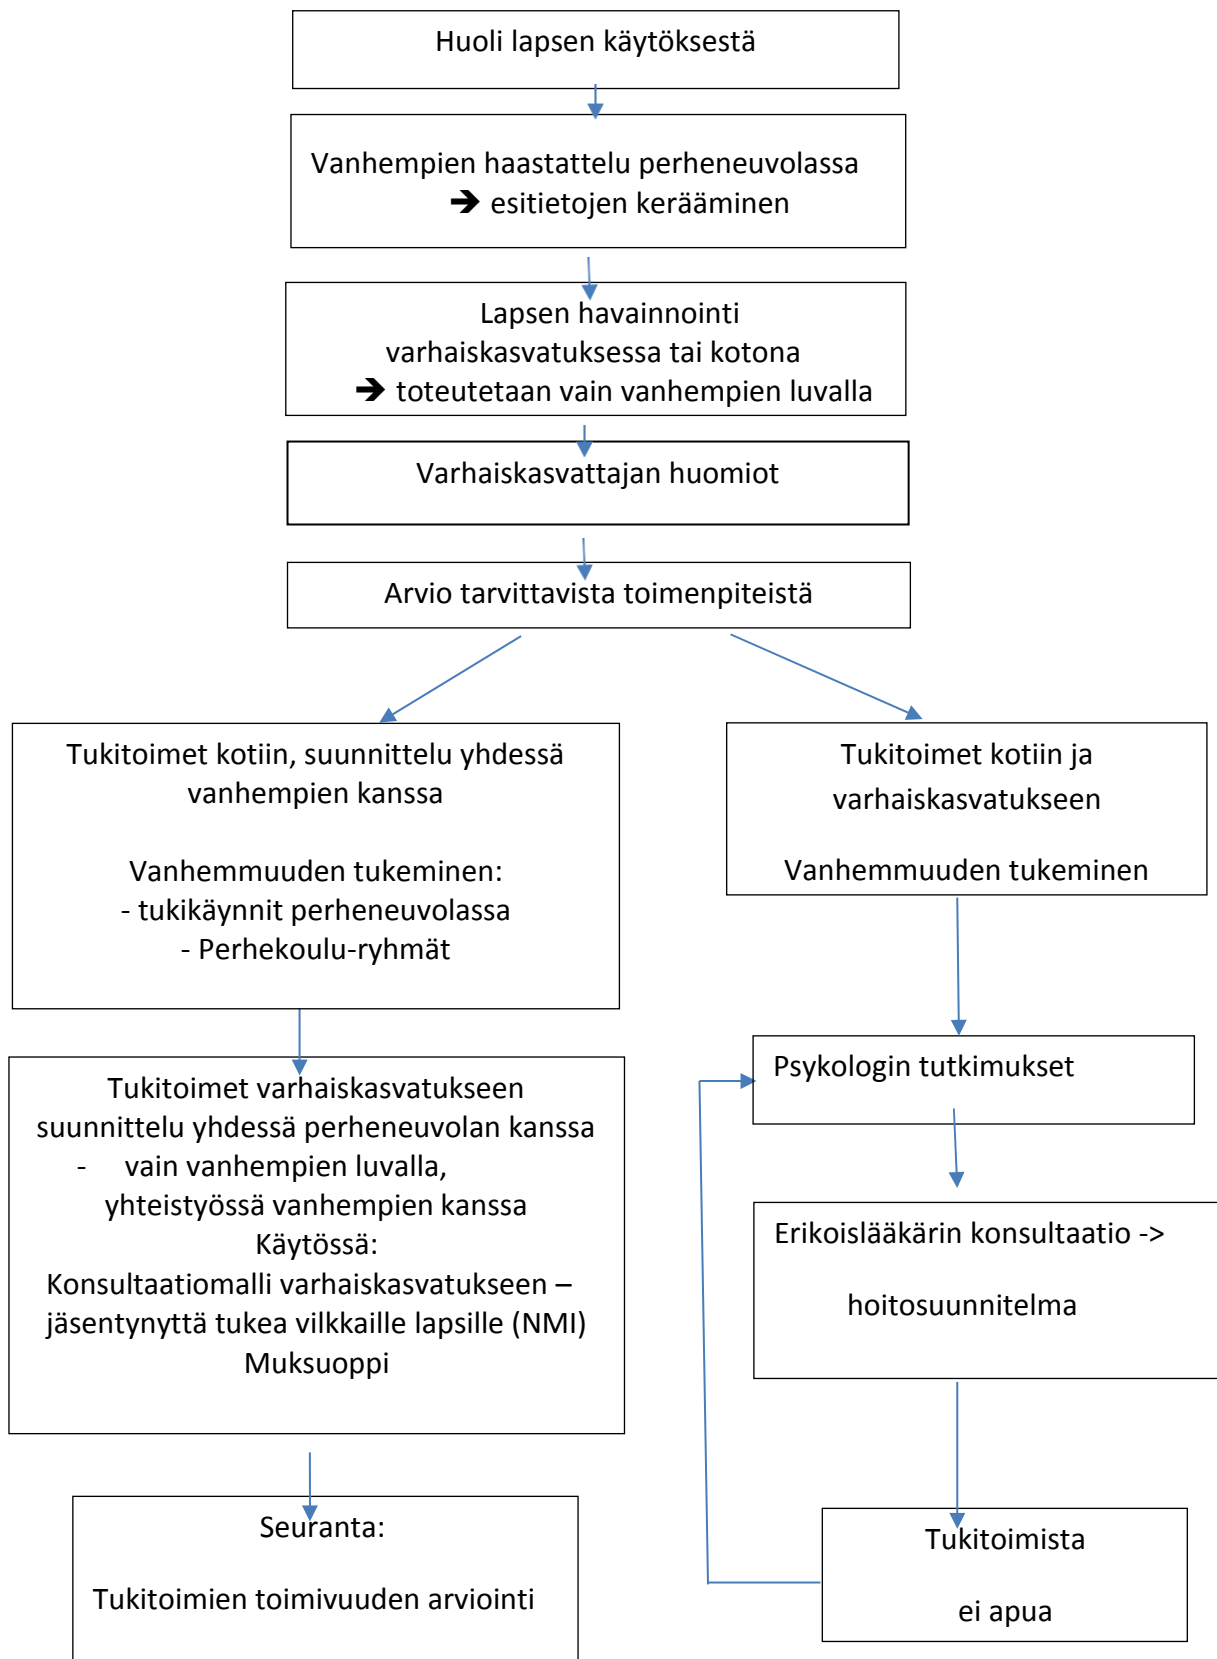 Huoli lapsen käytöksestä
Vanhempien haastattelu perheneuvolassa
➔ esitietojen kerääminen
Lapsen havainnointi
varhaiskasvatuksessa tai kotona
➔ toteutetaan vain vanhempien luvalla
Varhaiskasvattajan huomiot
Arvio tarvittavista toimenpiteistä
Tukitoimet kotiin, suunnittelu yhdessä
vanhempien kanssa
Vanhemmuuden tukeminen:
- tukikäynnit perheneuvolassa
- Perhekoulu-ryhmät
Tukitoimet varhaiskasvatukseen
suunnittelu yhdessä perheneuvolan kanssa
- vain vanhempien luvalla,
yhteistyössä vanhempien kanssa
Käytössä:
Konsultaatiomalli varhaiskasvatukseen –
jäsentynyttä tukea vilkkaille lapsille (NMI)
Muksuoppi
Seuranta:
Tukitoimien toimivuuden arviointi
Tukitoimet kotiin ja
varhaiskasvatukseen
Vanhemmuuden tukeminen
Psykologin tutkimukset
Erikoislääkärin konsultaatio ->
hoitosuunnitelma
Tukitoimista
ei apua